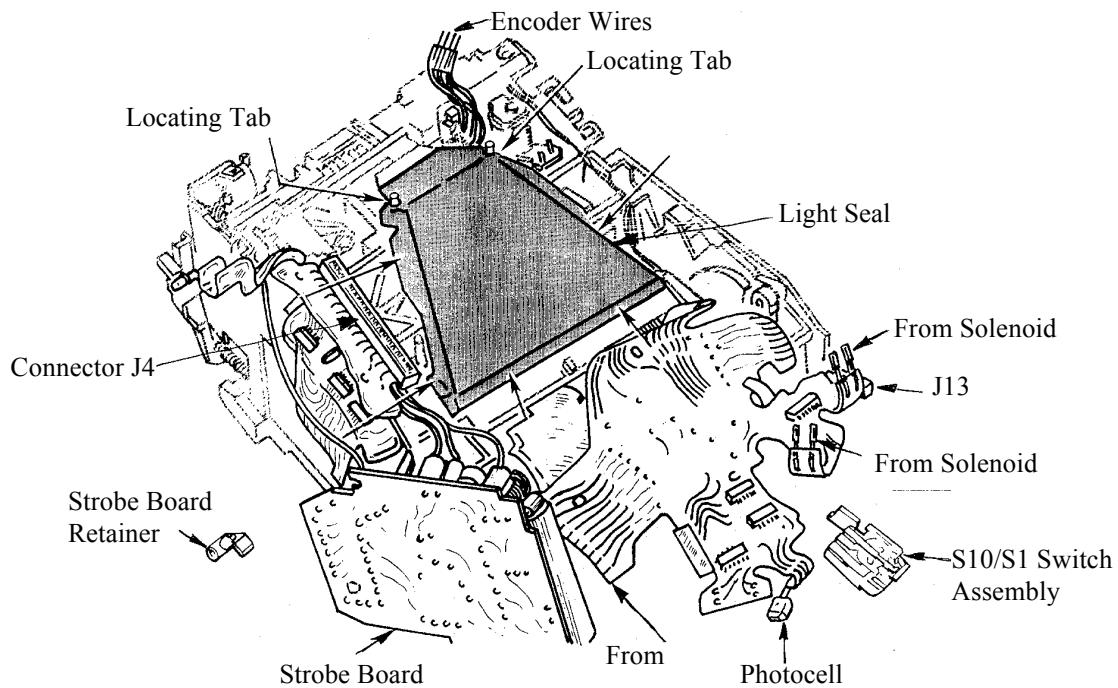 Encoder Wires
Locating Tab
Locating Tab
Light Seal
From Solenoid
Connector J4
J13
From Solenoid
Strobe Board
Retainer
S10/S1 Switch
Assembly
From
Strobe Board
Photocell